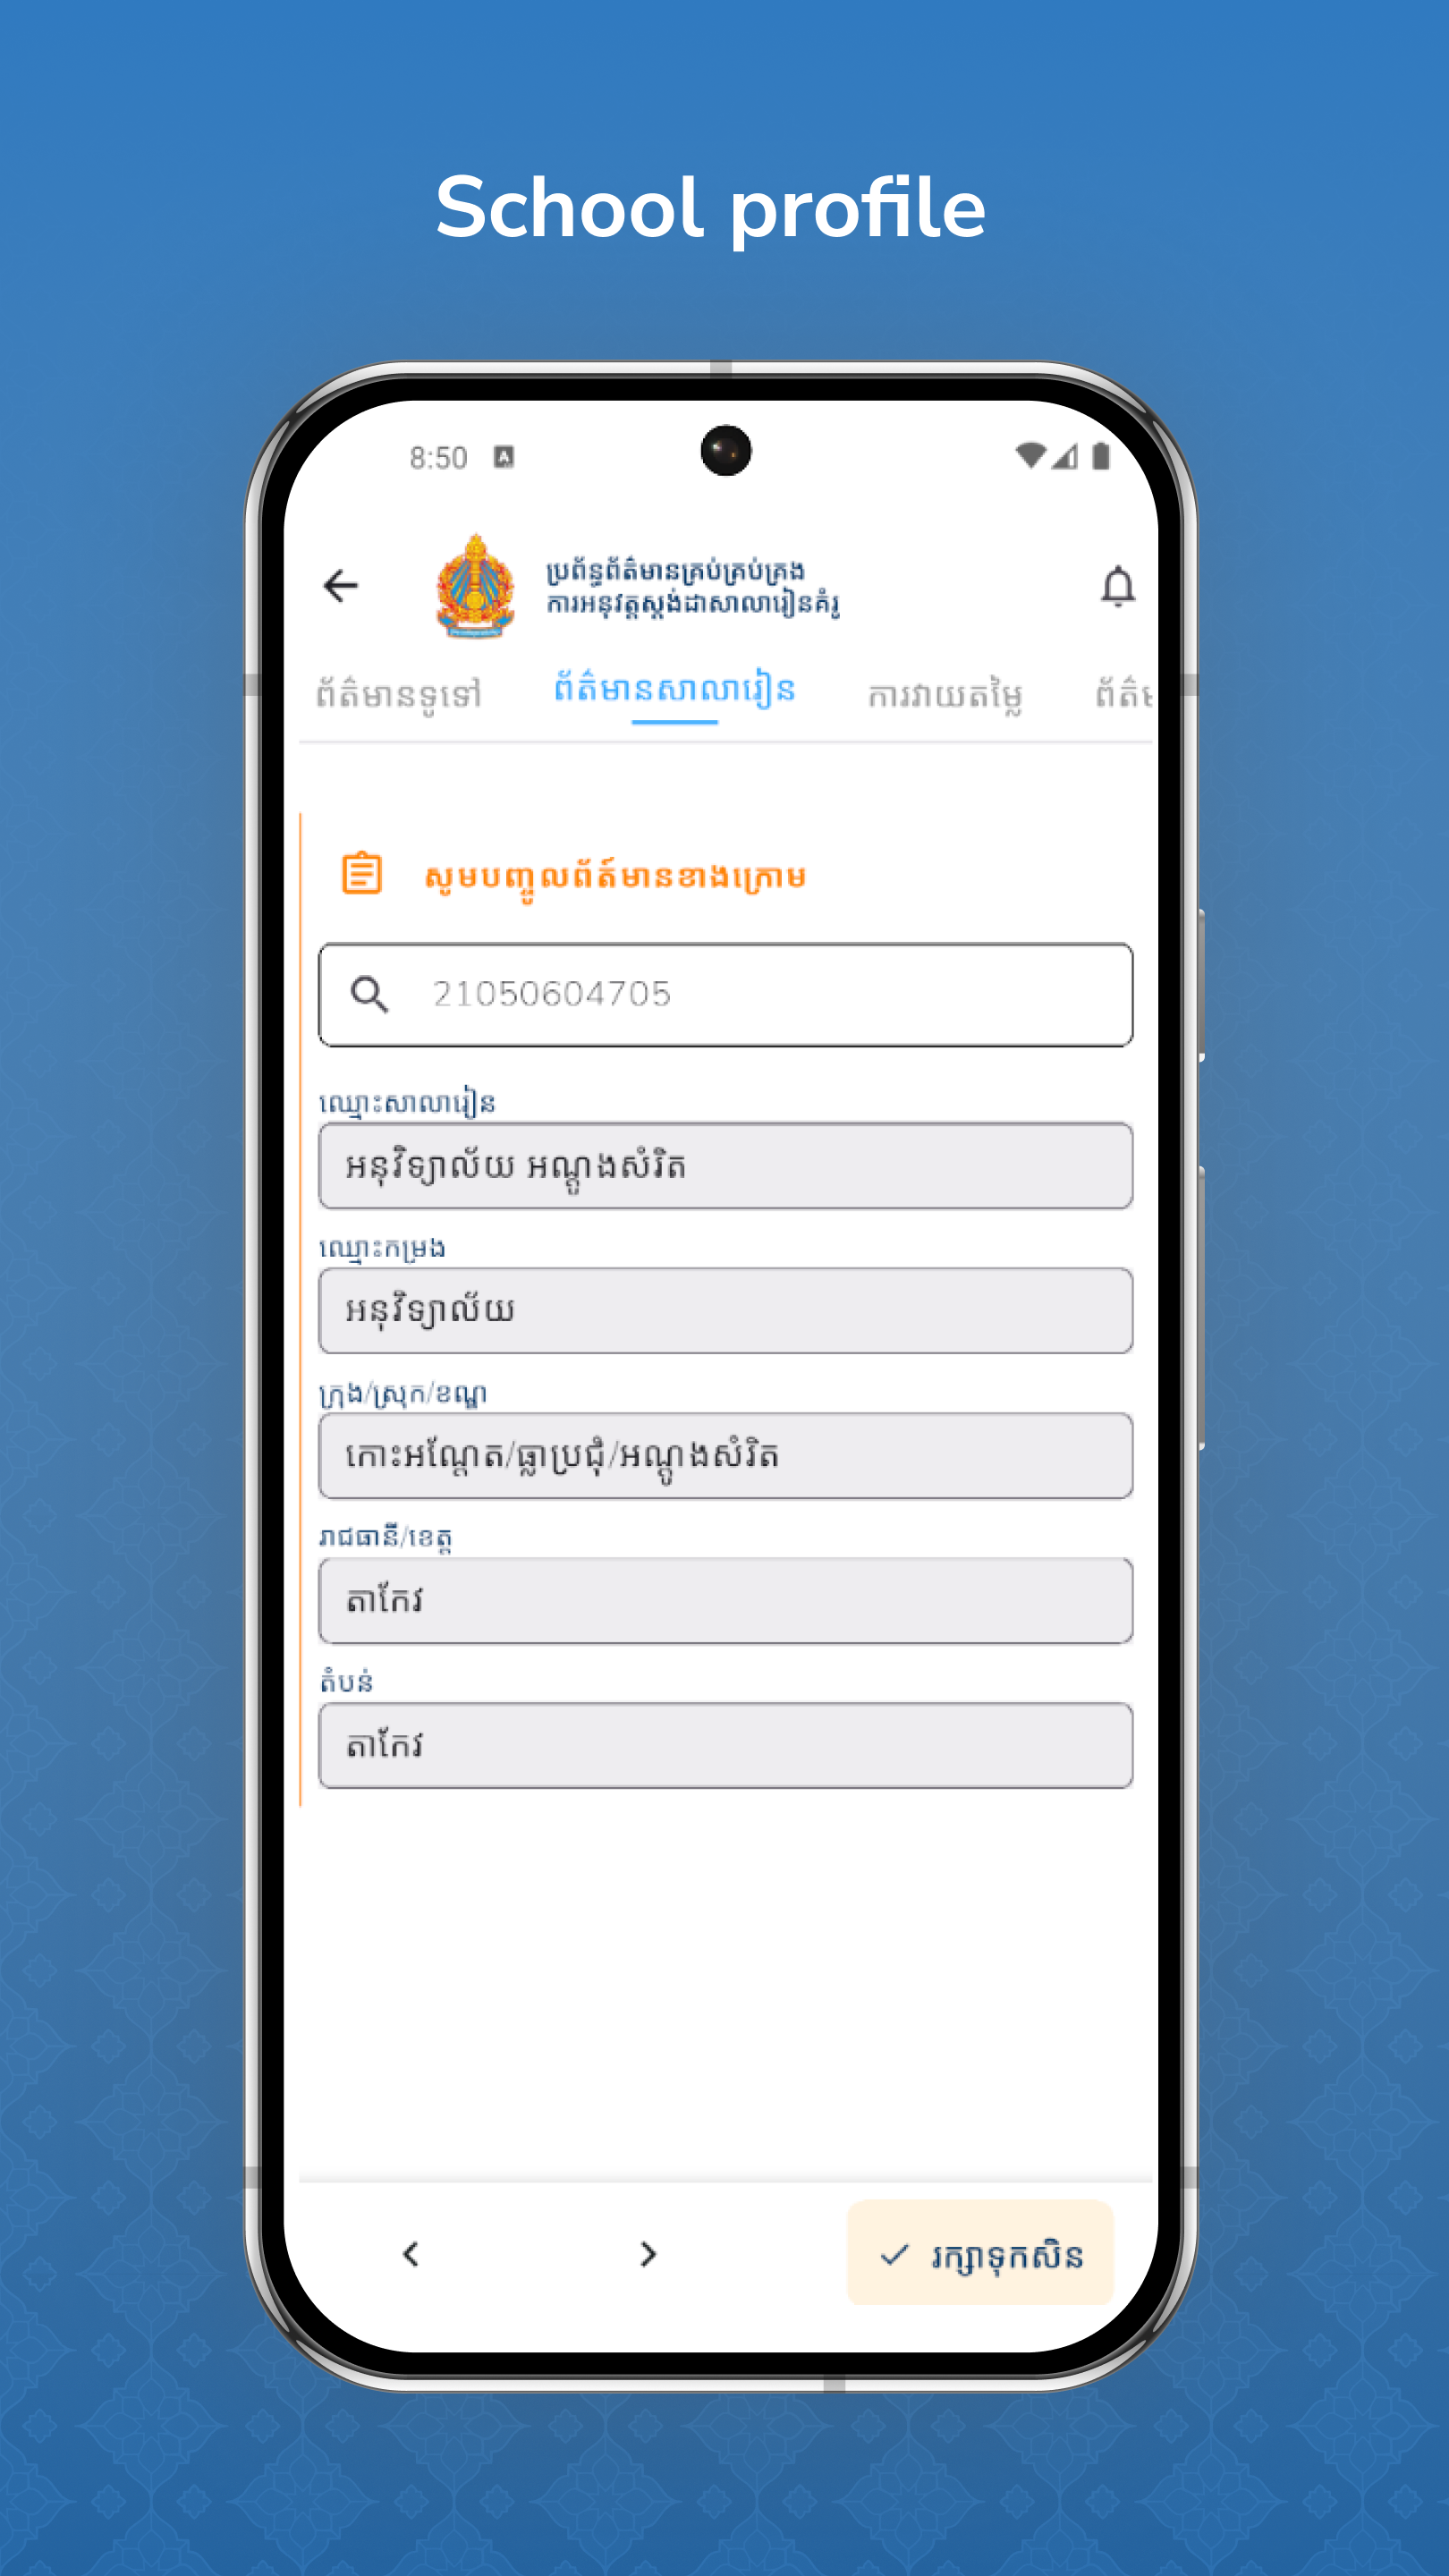 School profile
8:50
ប្រព័ន្ធព័ត៌មានគ្រប់គ្រប់គ្រង
ការអនុវត្តស្តង់ដាសាលារៀនគំរូ
ព័ត៌មានទូទៅ ព័ត៌មានសាលារៀន ការវាយតម្លៃ
សូមបញ្ចូលព័ត៍មានខាងក្រោម
21050604705
ឈ្មោះសាលារៀន
អនុវិទ្យាល័យ អណ្តូងសំរិត
ឈ្មោះកម្រង
អនុវិទ្យាល័យ
ក្រុង/ស្រុក/ខណ្ឌ
កោះអណ្តែត/ធ្លាប្រជុំ/អណ្តូងសំរិត
រាជធានី/ខេត្ត
តាកែវ
តំបន់
តាកែវ
រក្សាទុកសិន